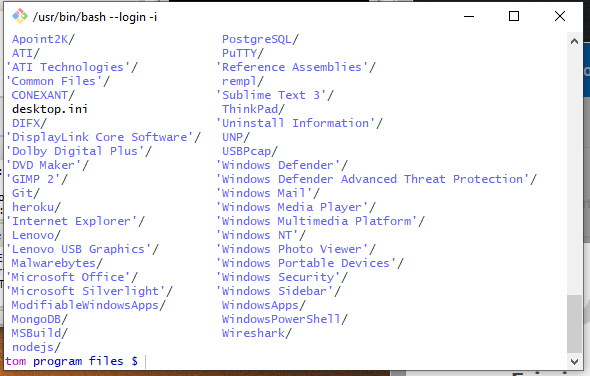 /usr/bin/bash --login -i
Apoint2K/ PostgreSQL/
ATI/ PuTTY/
'ATI Technologies'/ 'Reference Assemblies'/
'Common Files'/ rempl/
CONEXANT/ 'Sublime Text 3'/
desktop.ini ThinkPad/
DIFX/ 'Uninstall Information'/
'DisplayLink Core Software'/ UNP/
'Dolby Digital Plus'/ USBPcap/
'DVD Maker'/ 'Windows Defender'/
'GIMP 2'/ 'Windows Defender Advanced Threat Protection'/
Git/ 'Windows Mail'/
heroku/ 'Windows Media Player'/
'Internet Explorer'/ 'Windows Multimedia Platform'/
Lenovo/ 'Windows NT'/
'Lenovo USB Graphics'/ 'Windows Photo Viewer'/
Malwarebytes/ 'Windows Portable Devices'/
'Microsoft Office'/ 'Windows Security'/
'Microsoft Silverlight'/ 'Windows Sidebar'/
ModifiableWindowsApps/ WindowsApps/
MongoDB/ WindowsPowerShell/
MSBuild/ Wireshark/
nodejs/
tom program files $